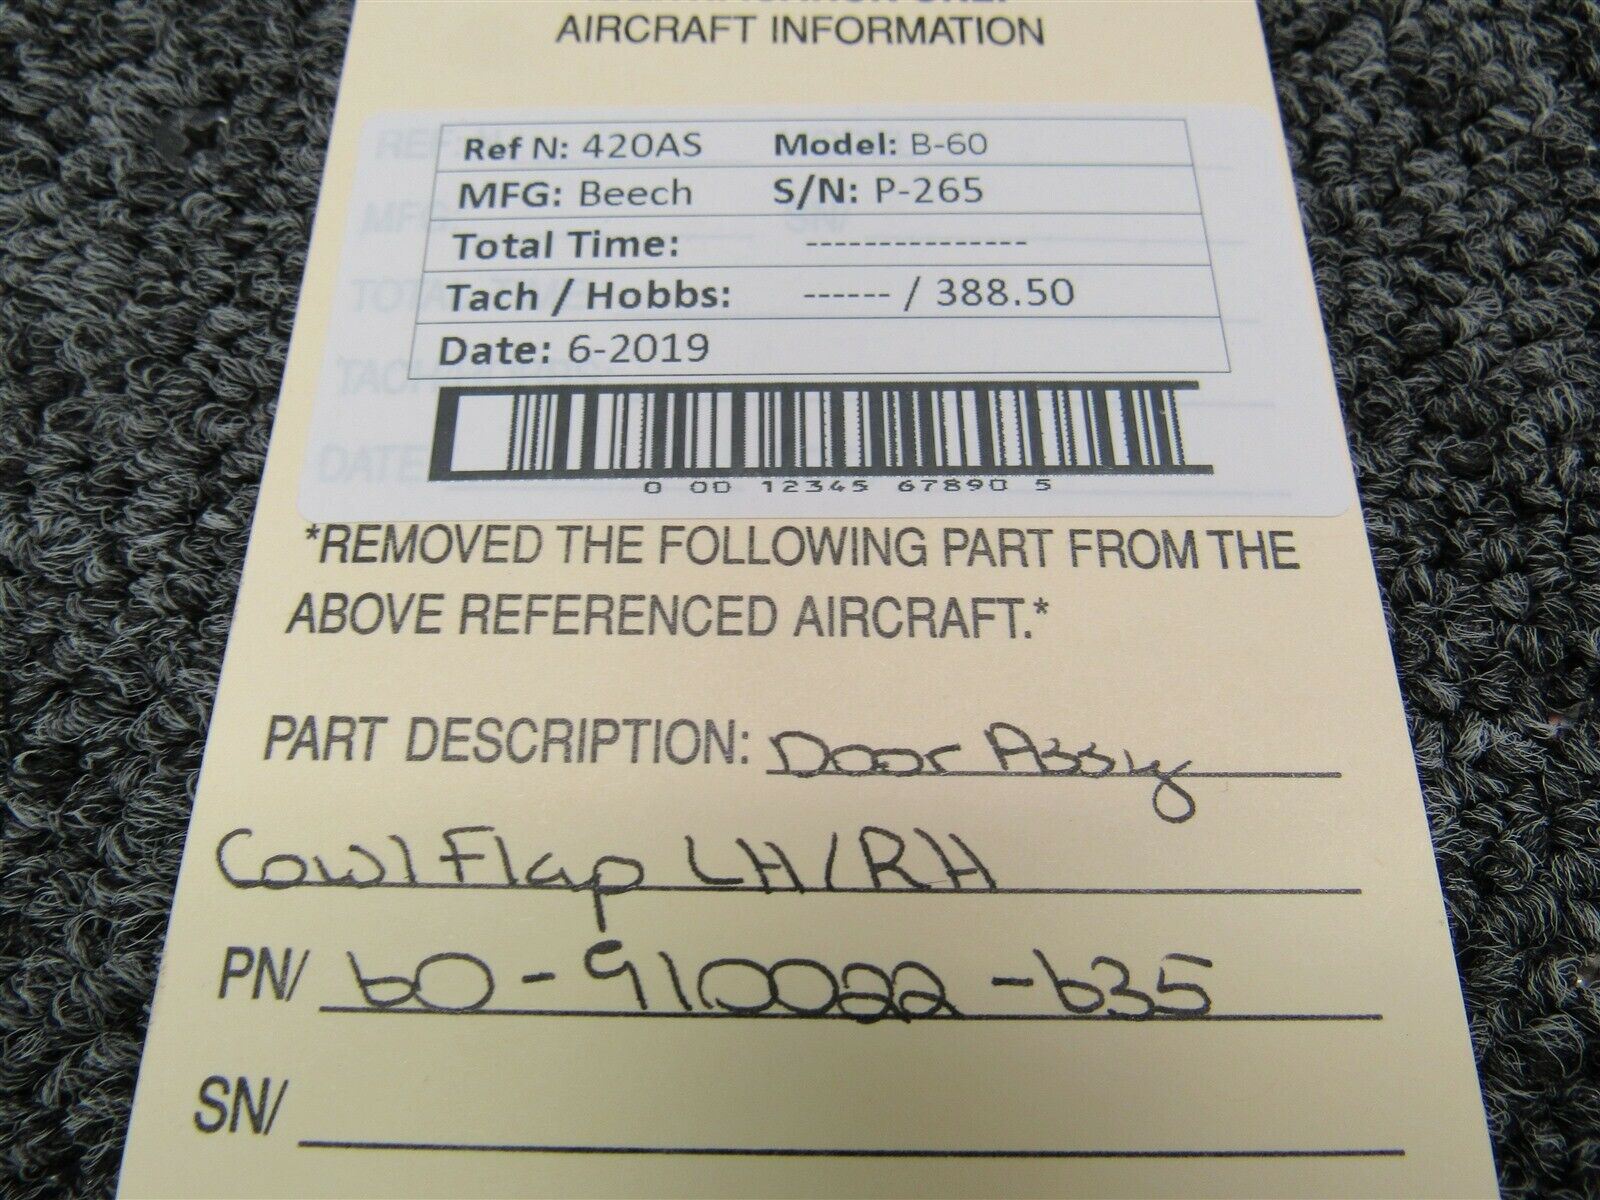 AIRCRAFT INFORMATION
Ref N: 420AS Model: B-60
MFG: Beech S/N: P-265
Total Time: ---------------
Tach / Hobbs: ------ / 388.50
Date: 6-2019
0 00 12345 67890 5
*REMOVED THE FOLLOWING PART FROM THE
ABOVE REFERENCED AIRCRAFT.*
PART DESCRIPTION: Door Assy
Cowl Flap LH/RH
PN/ 60-910022-635
SN/